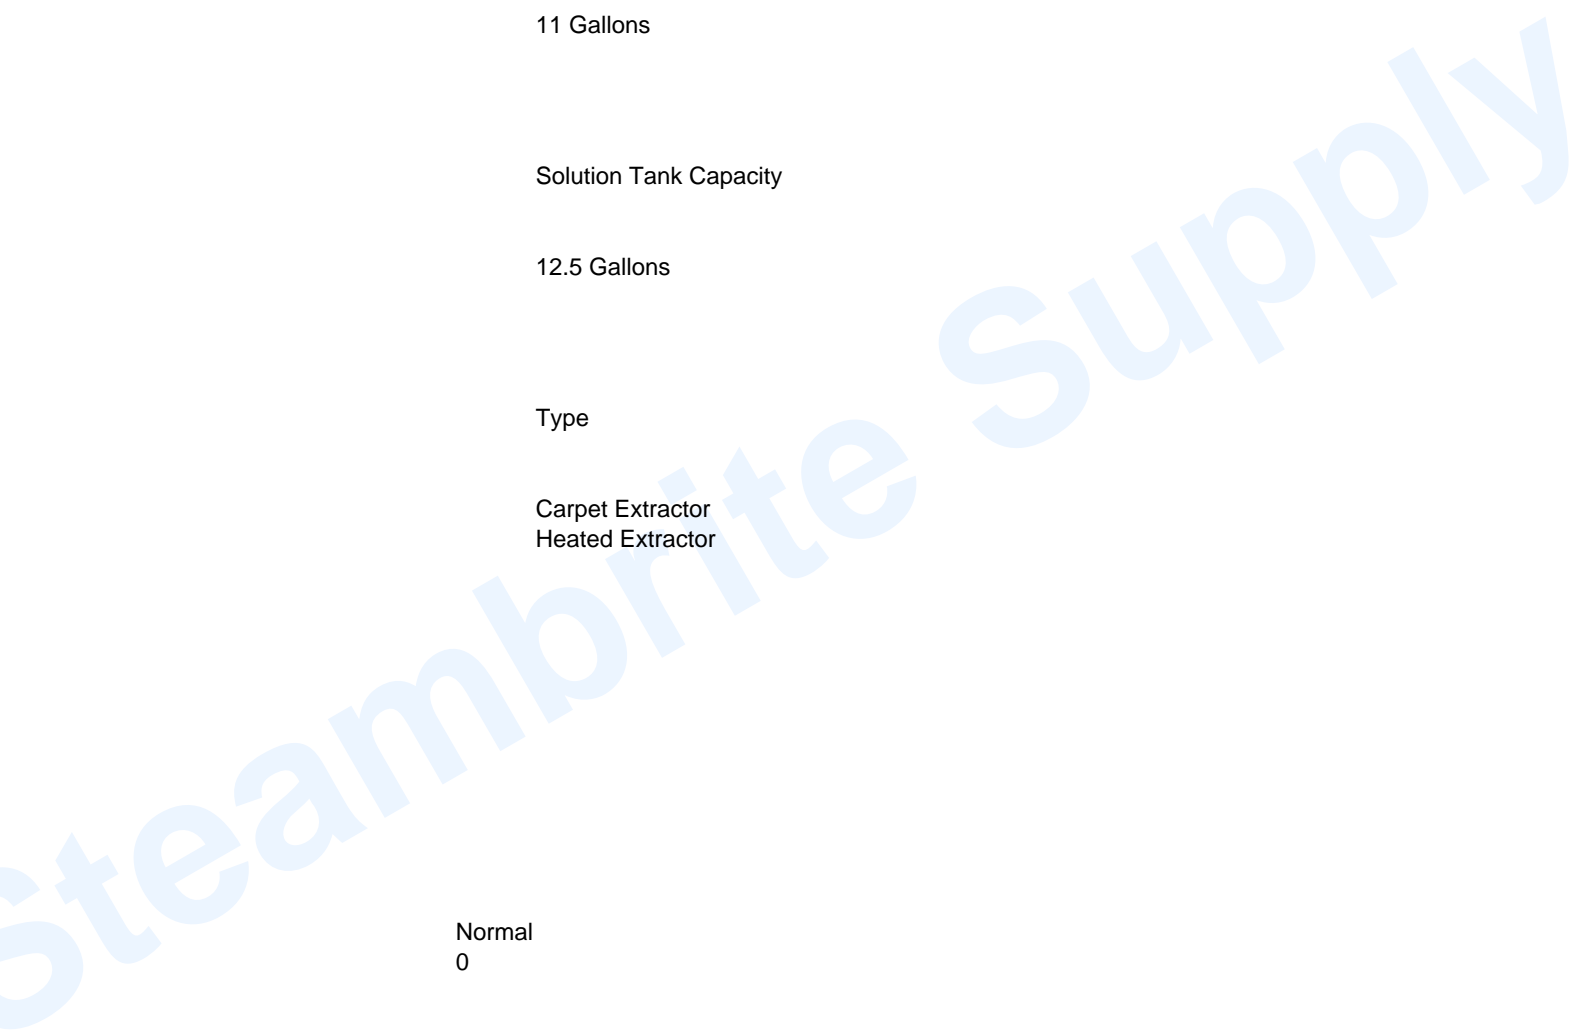 11 Gallons
Solution Tank Capacity
12.5 Gallons
Type
Carpet Extractor
Heated Extractor
Normal
0
Steambrite Supply